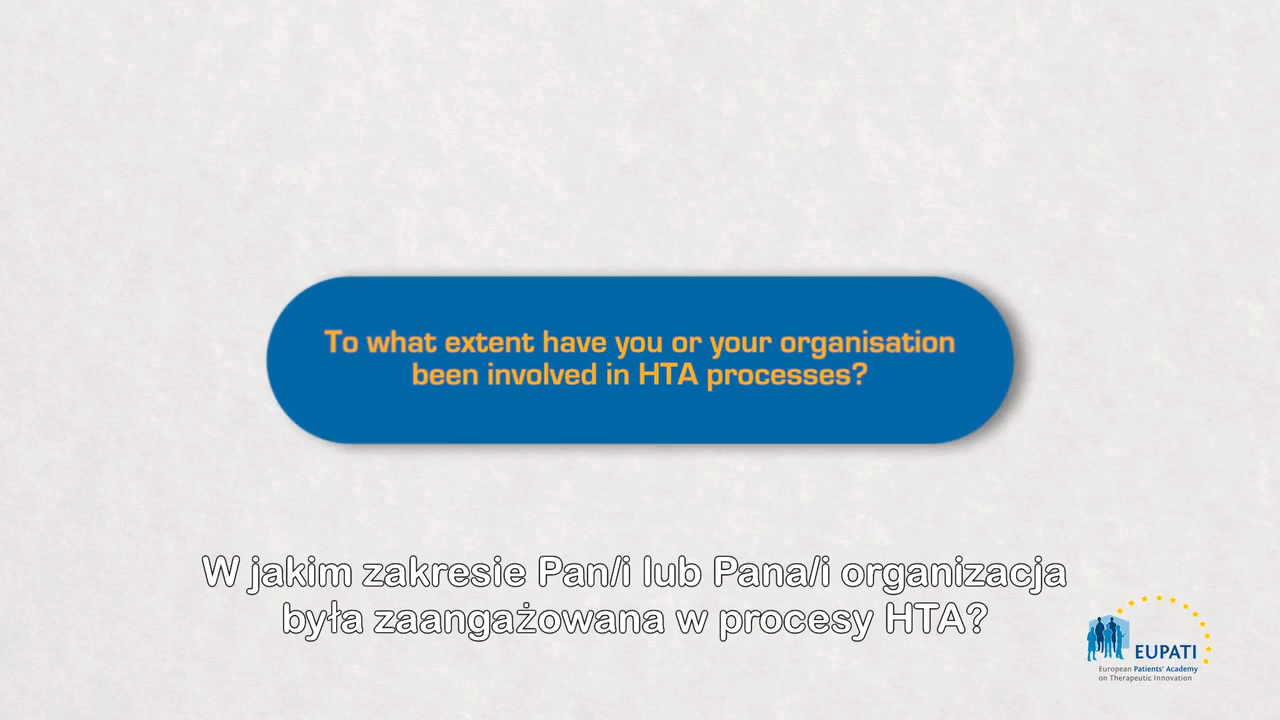 To what extent have you or your organisation
been involved in HTA processes?
W jakim zakresie Pan/i lub Pana/i organizacja
była zaangażowana w procesy HTA?
EUPATI
European Patients' Academy
on Therapeutic Innovation